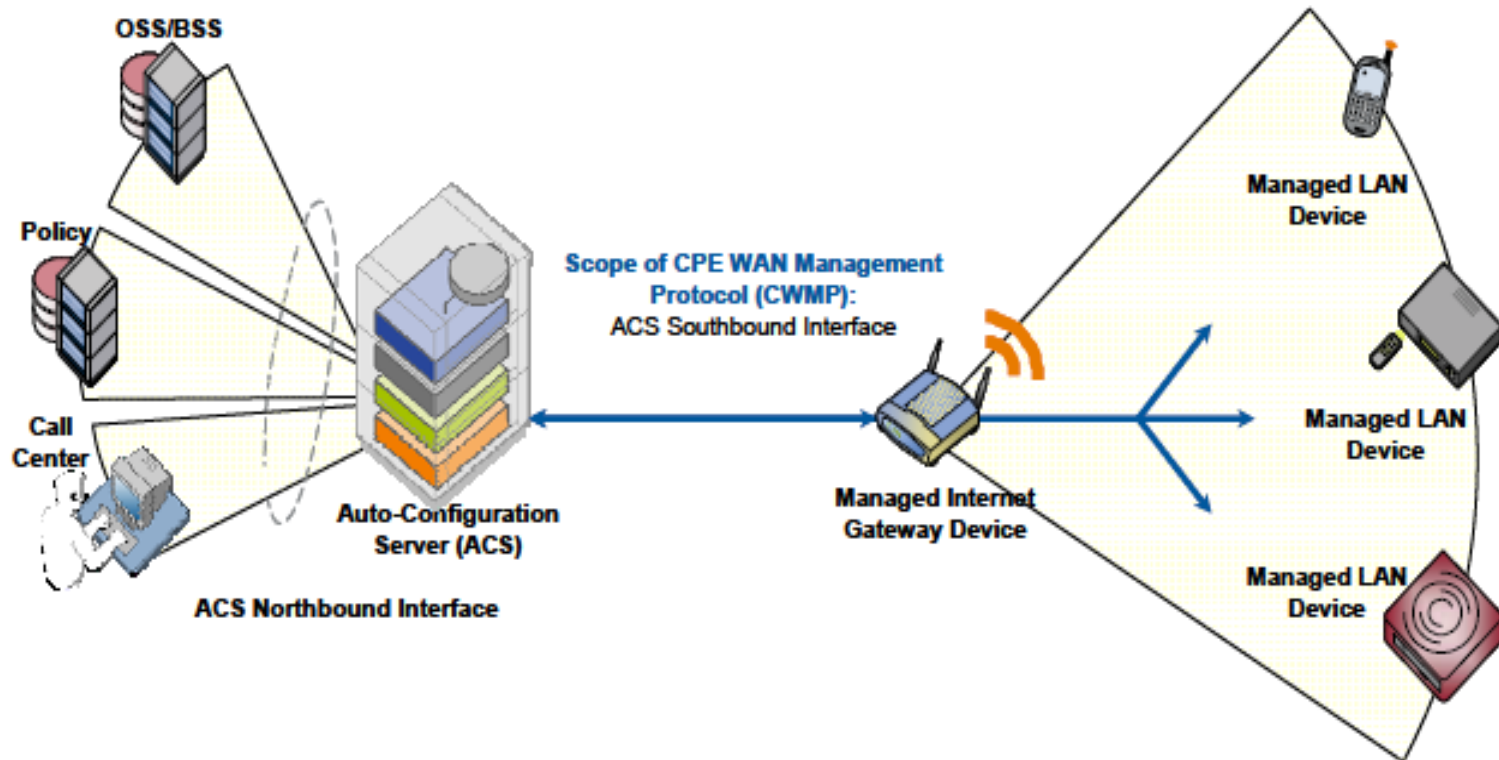 OSS/BSS
Policy
Call
Center
Auto-Configuration
Server (ACS)
ACS Northbound Interface
Scope of CPE WAN Management
Protocol (CWMP):
ACS Southbound Interface
Managed Internet
Gateway Device
Managed LAN
Device
Managed LAN
Device
Managed LAN
Device